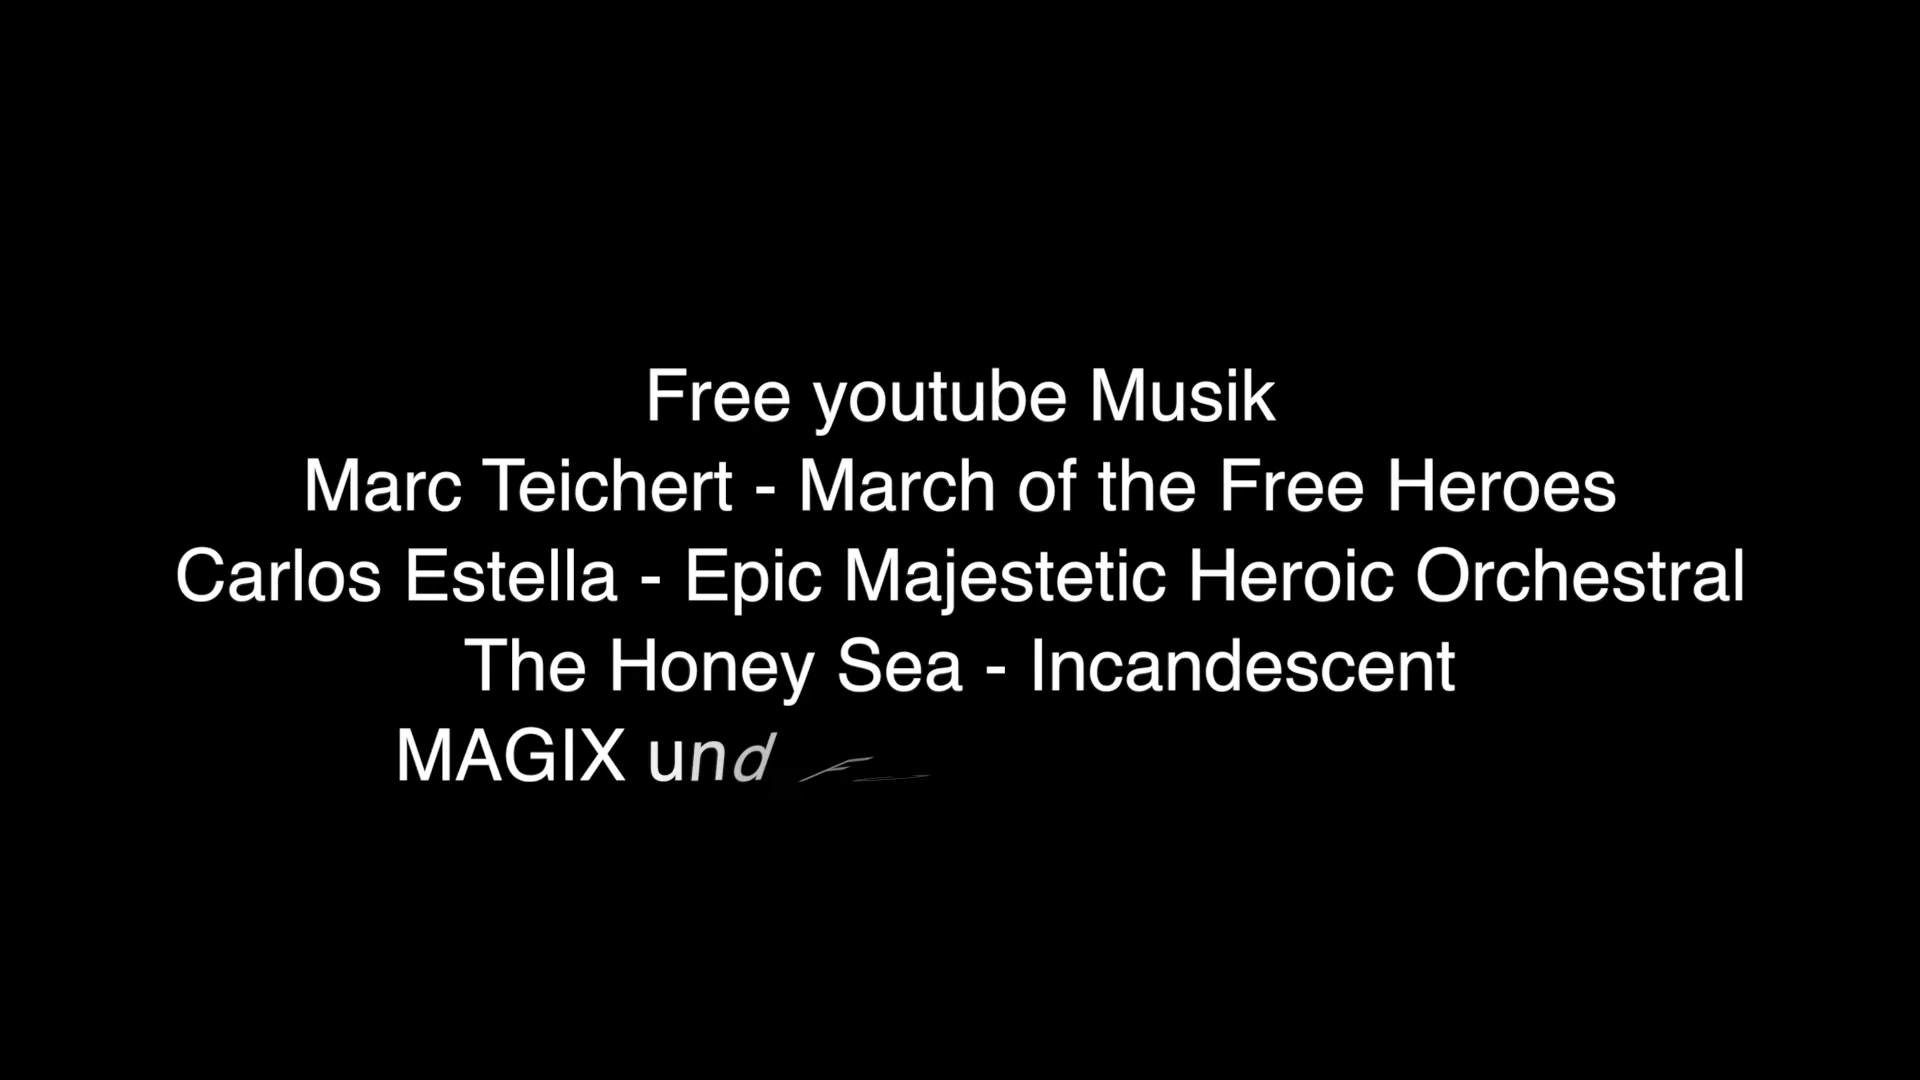 Free youtube Musik
Marc Teichert - March of the Free Heroes
Carlos Estella - Epic Majestetic Heroic Orchestral
The Honey Sea - Incandescent
MAGIX und